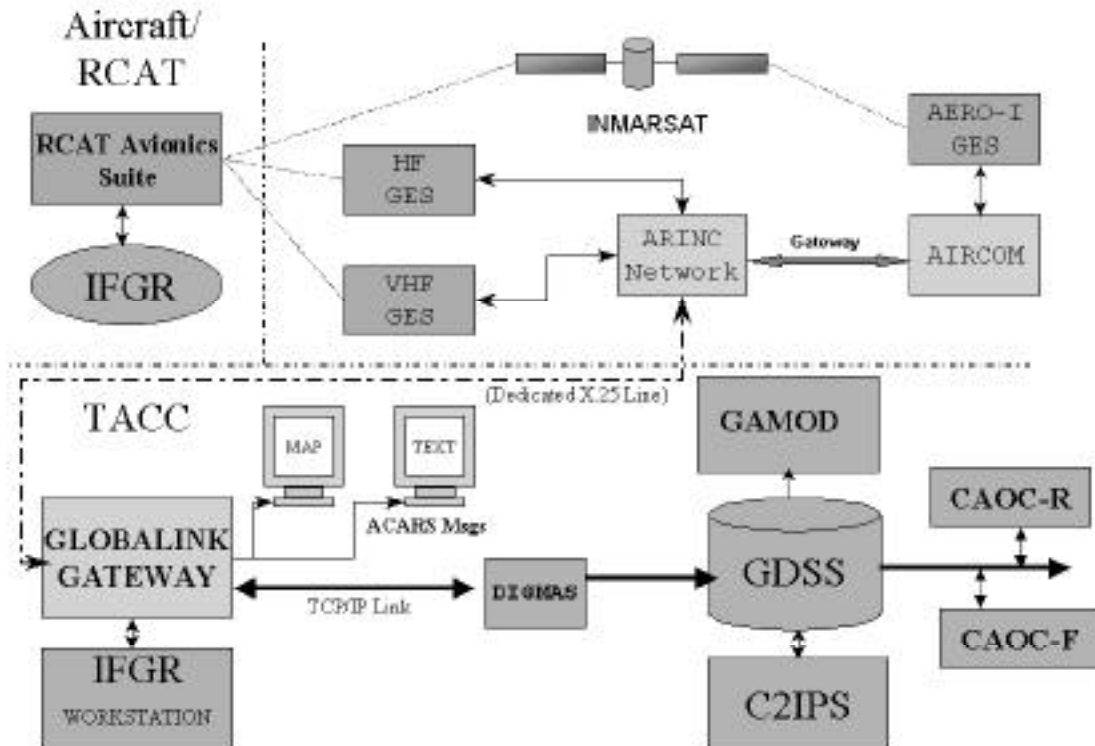 Aircraft/
RCAT
RCAT Avionics
Suite
IFGR
INMARSAT
HF
GES
VHF
GES
ARINC
Network
Gateway
AERO-I
GES
AIRCOM
(Dedicated X.25 Line)
TACC
MAP
TEXT
ACARS Msgs
GLOBALINK
GATEWAY
TCP/IP Link
IFGR
WORKSTATION
DIGMAS
GAMOD
GDSS
C2IPS
CAOC-R
CAOC-F